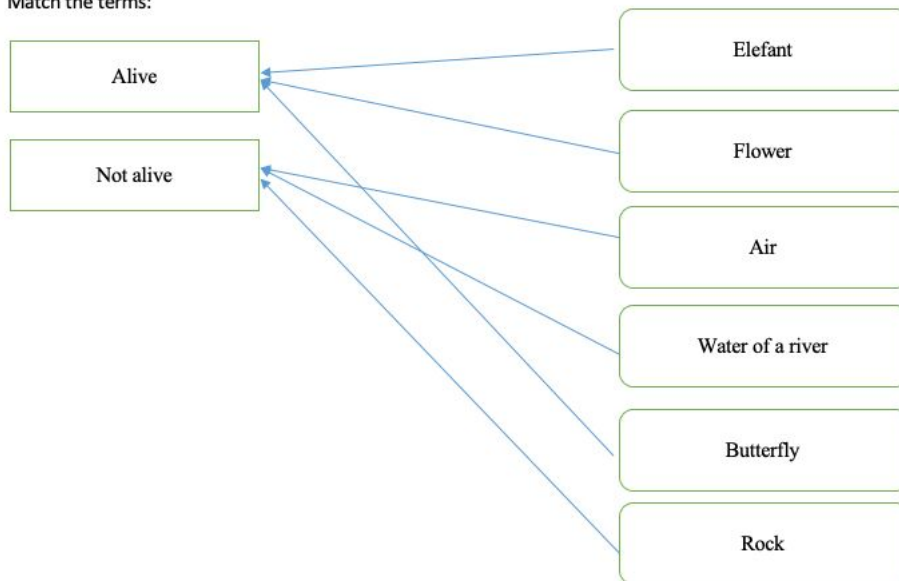 Match the terms:
Alive
Not alive
Elefant
Flower
Air
Water of a river
Butterfly
Rock